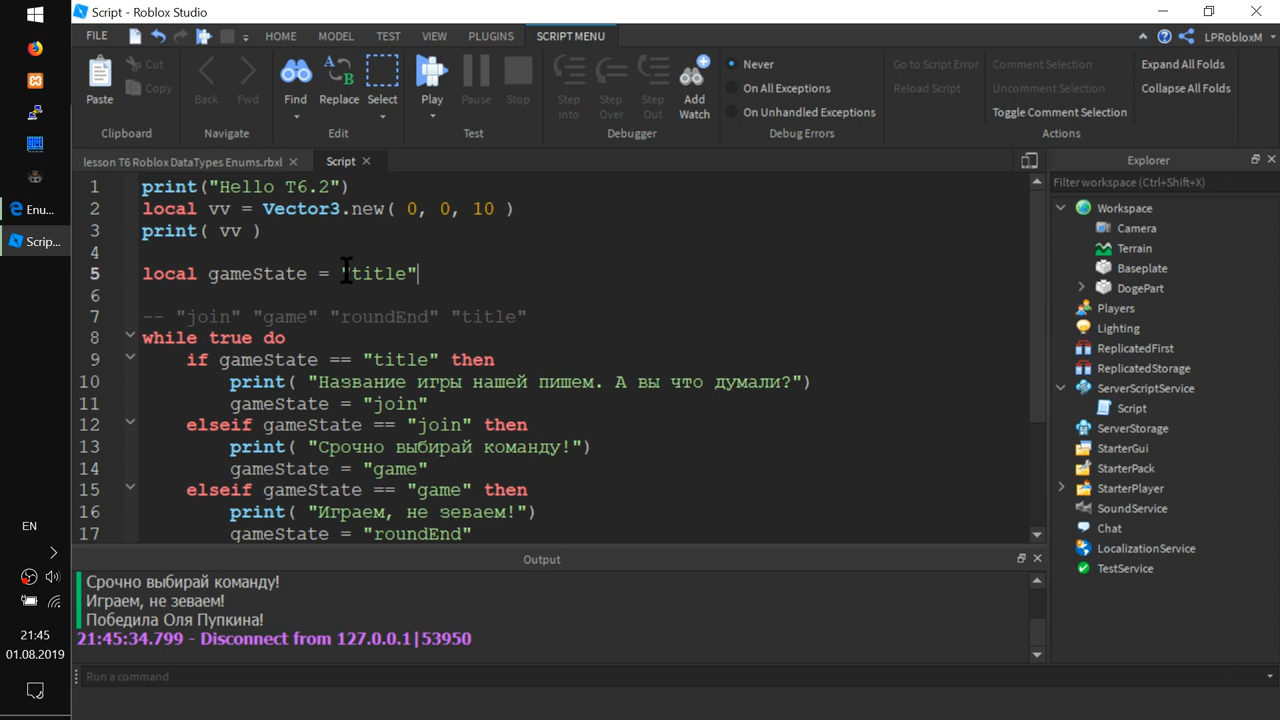 Script - Roblox Studio
FILE HOME MODEL TEST VIEW PLUGINS SCRIPT MENU LPRobloxM
Paste Cut Copy Clipboard
Back Fwd Navigate
Find Replace Select Edit
Play Pause Stop Test
Step Into Step Over Step Out Add Watch Debugger
Never
On All Exceptions
On Unhandled Exceptions
Debug Errors
Go to Script Error
Reload Script
Comment Selection
Uncomment Selection
Toggle Comment Selection
Expand All Folds
Collapse All Folds
Actions
lesson T6 Roblox DataTypes Enums.rbxl Script
1 print("Hello T6.2")
2 local vv = Vector3.new( 0, 0, 10 )
3 print( vv )
4
5 local gameState = "title"
6
7 -- "join" "game" "roundEnd" "title"
8 while true do
9 if gameState == "title" then
10 print( "Название игры нашей пишем. А вы что думали?")
11 gameState = "join"
12 elseif gameState == "join" then
13 print( "Срочно выбирай команду!")
14 gameState = "game"
15 elseif gameState == "game" then
16 print( "Играем, не зеваем!")
17 gameState = "roundEnd"
Output
Срочно выбирай команду!
Играем, не зеваем!
Победила Оля Пупкина!
21:45:34.799 - Disconnect from 127.0.0.1|53950
Run a command
Explorer
Filter workspace (Ctrl+Shift+X)
Workspace
Camera
Terrain
Baseplate
DogePart
Players
Lighting
ReplicatedFirst
ReplicatedStorage
ServerScriptService
Script
ServerStorage
StarterGui
StarterPack
StarterPlayer
SoundService
Chat
LocalizationService
TestService
Enu...
Scrip...
EN
21:45
01.08.2019